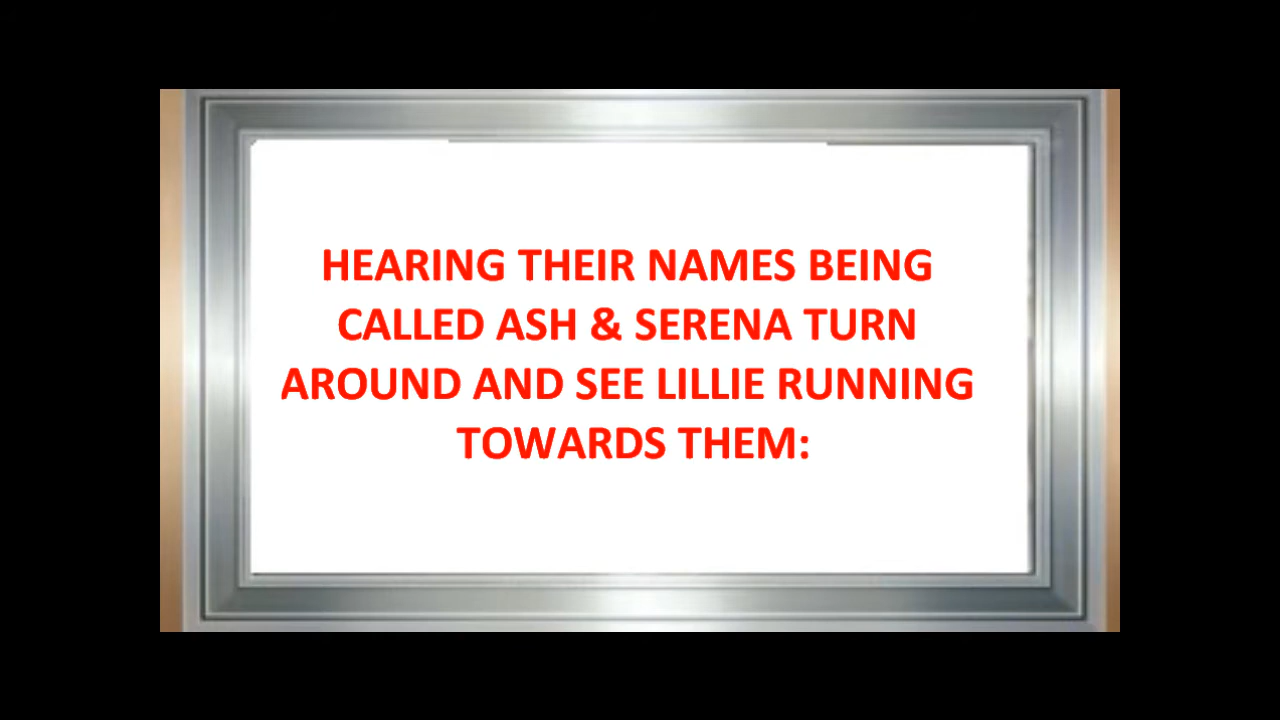 HEARING THEIR NAMES BEING
CALLED ASH & SERENA TURN
AROUND AND SEE LILLIE RUNNING
TOWARDS THEM: